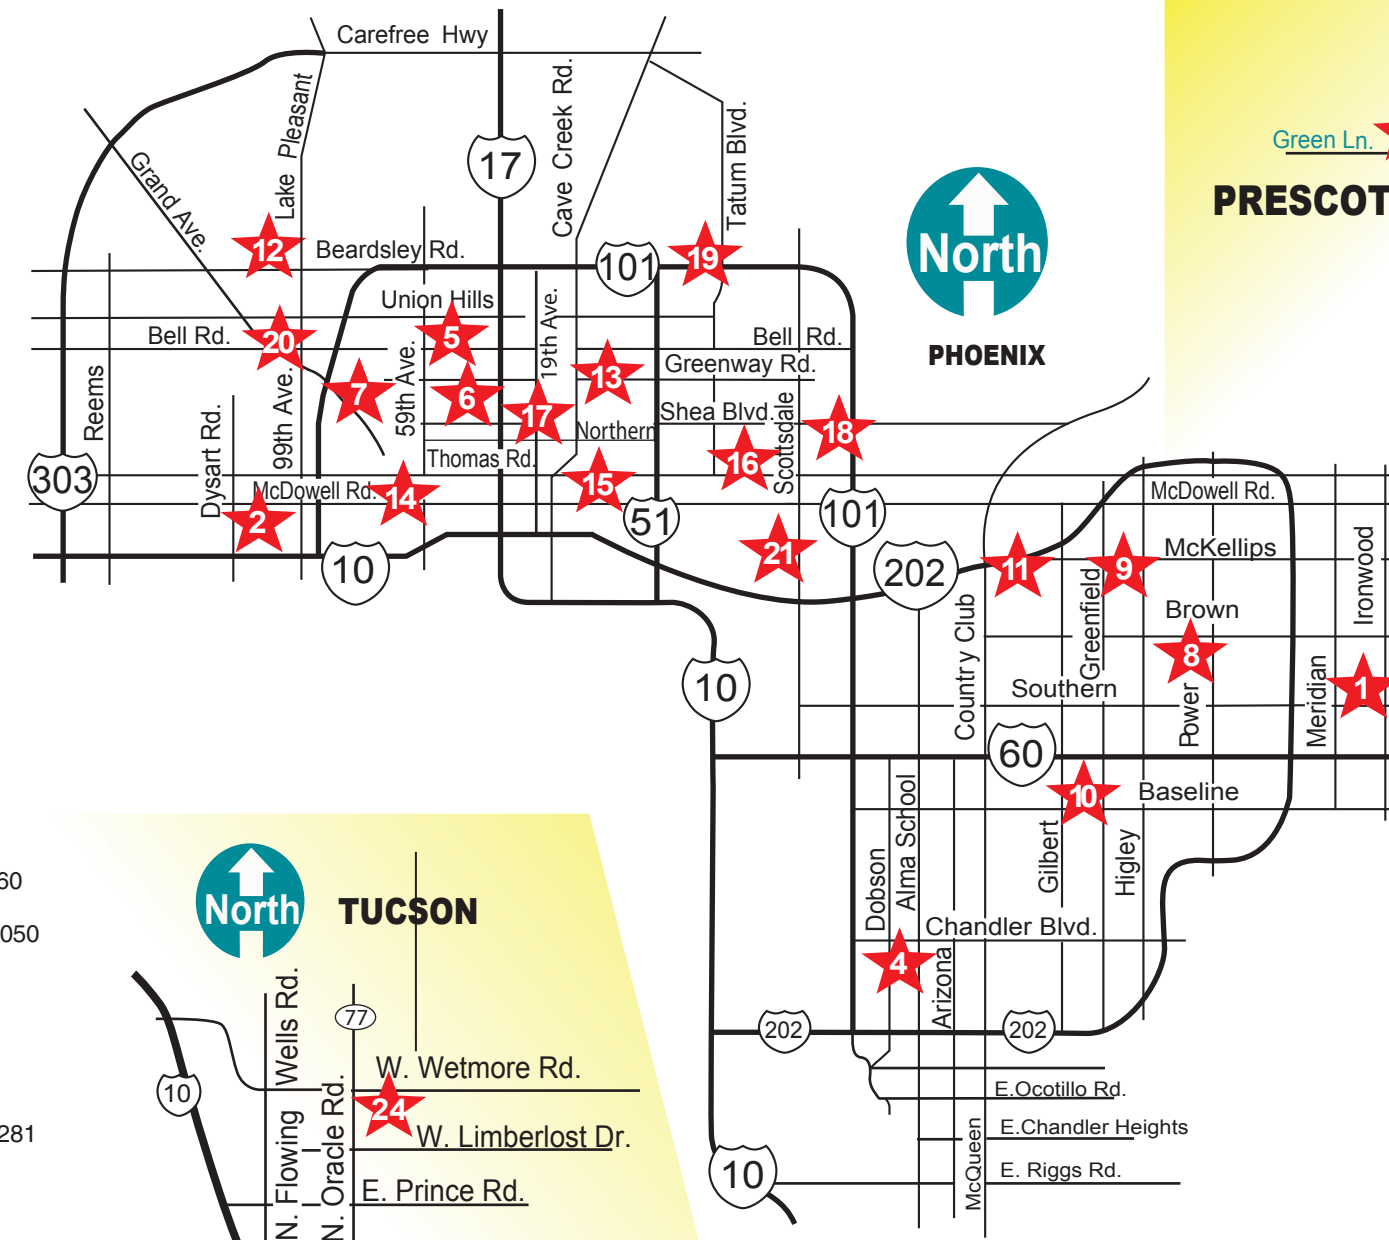 Carefree Hwy
Lake Pleasant
Grand Ave.
17
Cave Creek Rd.
Tatum Blvd.
Green Ln.
PRESCOT
North
PHOENIX
12
Beardsley Rd.
101
19
Union Hills
Bell Rd.
20
5
19th Ave.
Bell Rd.
Greenway Rd.
13
7
59th Ave.
6
17
Shea Blvd.
Northern
Scottsdale
18
Reems
Dysart Rd.
99th Ave.
Thomas Rd.
16
303
McDowell Rd.
14
15
2
51
101
10
21
202
McDowell Rd.
McKellips
11
9
Ironwood
Greenfield
Brown
8
Country Club
Southern
Power
Meridian
1
10
60
10
Baseline
Dobson
Alma School
Gilbert
Higley
Chandler Blvd.
4
Arizona
202
202
E.Ocotillo Rd.
E.Chandler Heights
McQueen
E. Riggs Rd.
10
60
050
281
North
TUCSON
N. Flowing Wells Rd.
77
N. Oracle Rd.
W. Wetmore Rd.
10
24
W. Limberlost Dr.
E. Prince Rd.